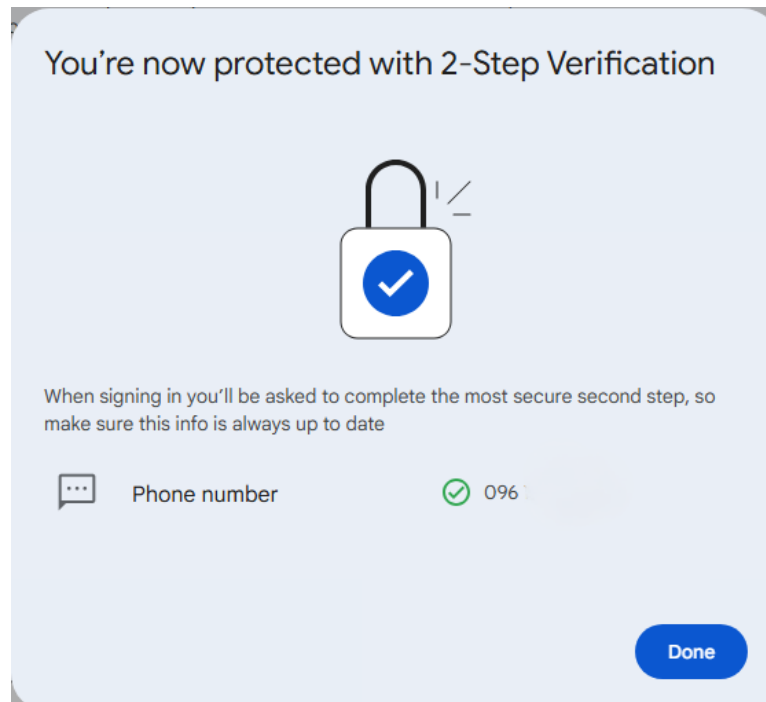 You’re now protected with 2-Step Verification
When signing in you’ll be asked to complete the most secure second step, so
make sure this info is always up to date
Phone number
096
Done